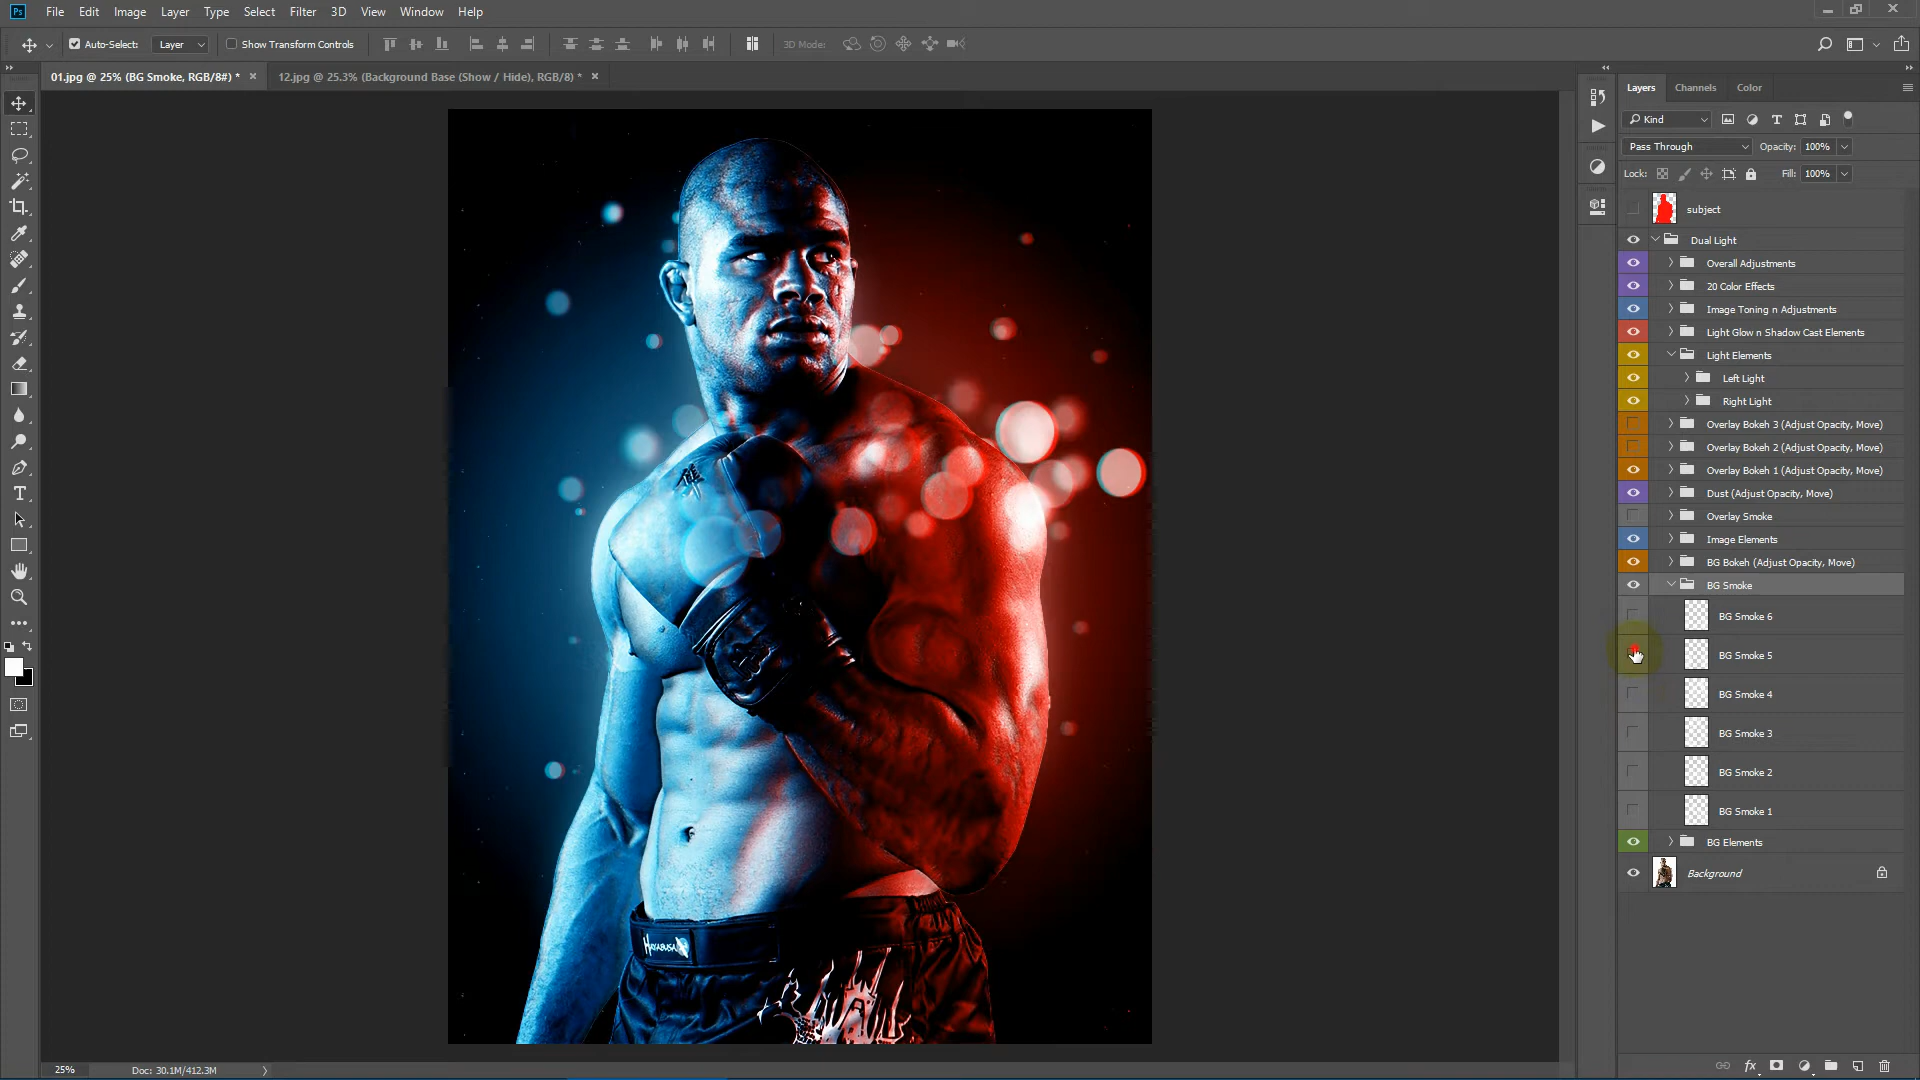 Ps File Edit Image Layer Type Select Filter 3D View Window Help
Auto-Select: Layer Show Transform Controls 3D Mode:
01.jpg @ 25% (BG Smoke, RGB/8#) * × 12.jpg @ 25.3% (Background Base (Show / Hide), RGB/8) * ×
Layers Channels Color
Kind
Pass Through Opacity: 100%
Lock: Fill: 100%
subject
Dual Light
Overall Adjustments
20 Color Effects
Image Toning n Adjustments
Light Glow n Shadow Cast Elements
Light Elements
Left Light
Right Light
Overlay Bokeh 3 (Adjust Opacity, Move)
Overlay Bokeh 2 (Adjust Opacity, Move)
Overlay Bokeh 1 (Adjust Opacity, Move)
Dust (Adjust Opacity, Move)
Overlay Smoke
Image Elements
BG Bokeh (Adjust Opacity, Move)
BG Smoke
BG Smoke 6
BG Smoke 5
BG Smoke 4
BG Smoke 3
BG Smoke 2
BG Smoke 1
BG Elements
Background
HAYABUSA
25% Doc: 30.1M/412.3M